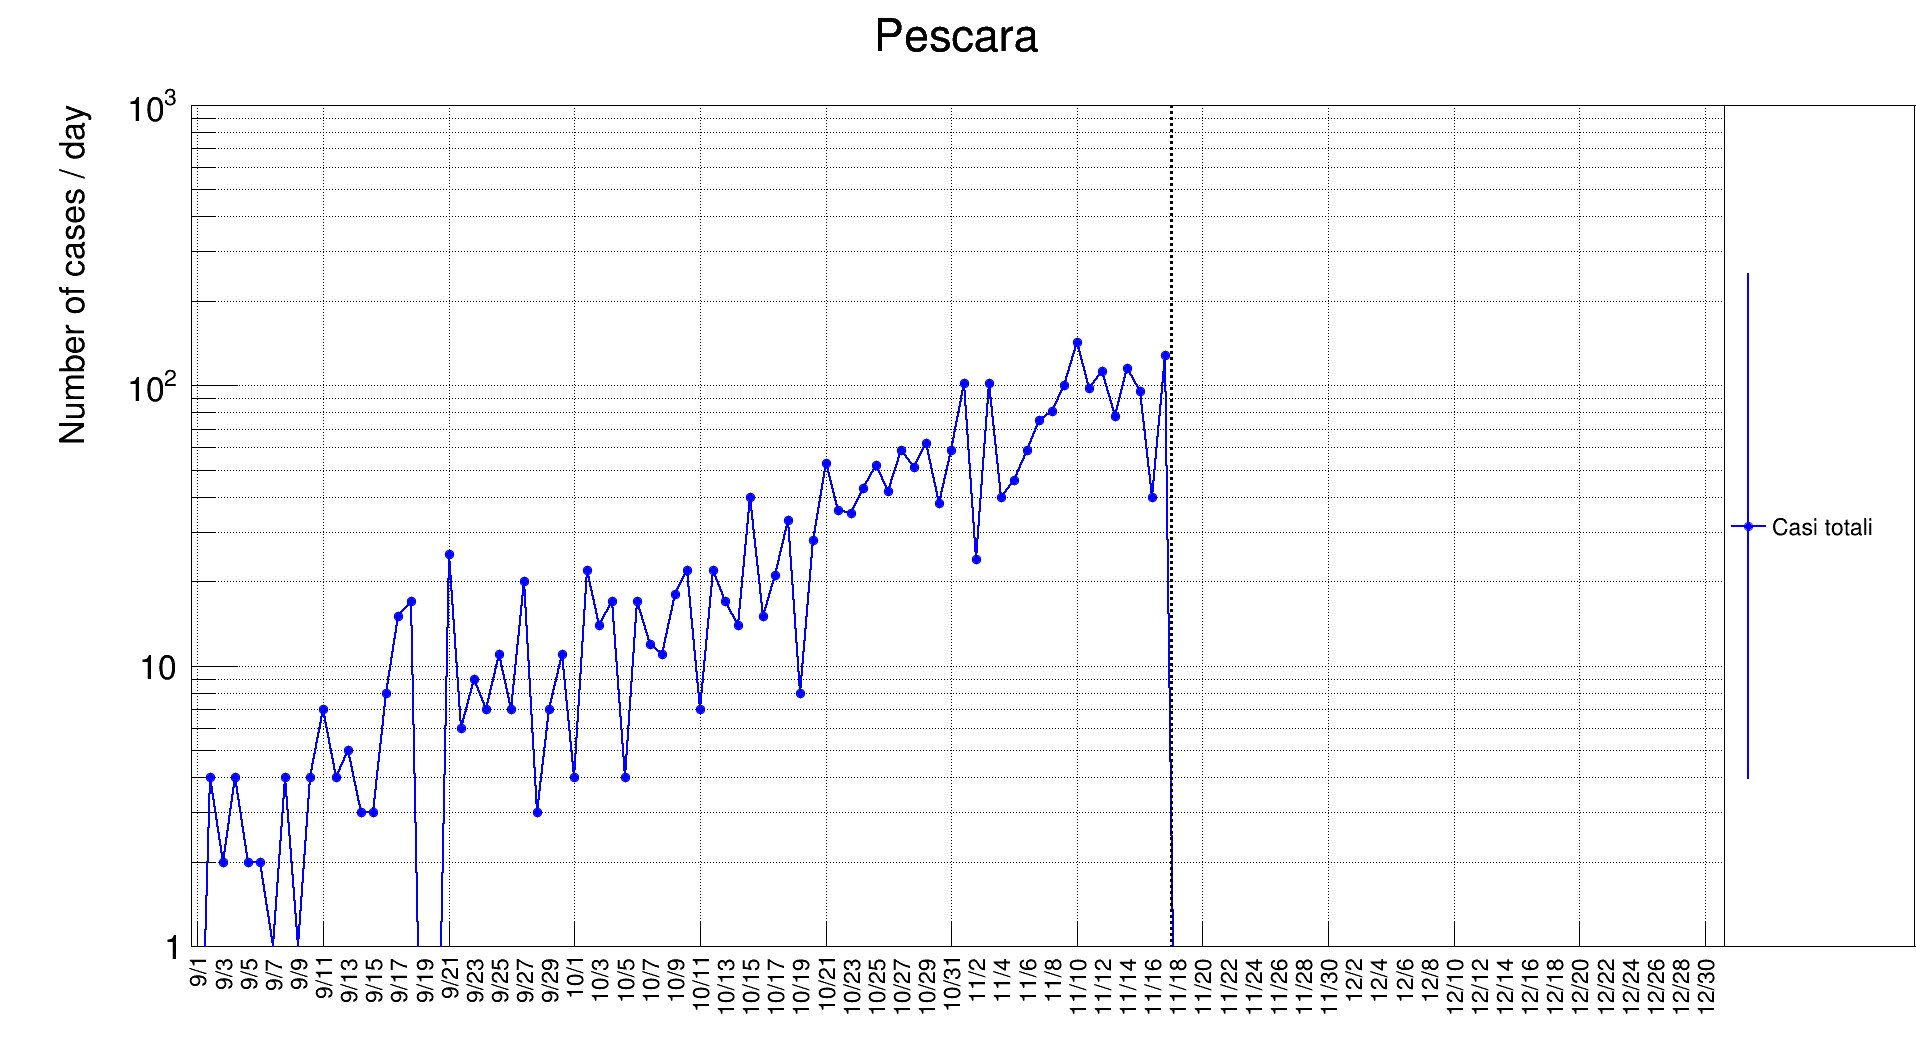 Pescara
Number of cases / day
10³
10²
10
1
9/1 9/3 9/5 9/7 9/9 9/11 9/13 9/15 9/17 9/19 9/21 9/23 9/25 9/27 9/29 10/1 10/3 10/5 10/7 10/9 10/11 10/13 10/15 10/17 10/19 10/21 10/23 10/25 10/27 10/29 10/31 11/2 11/4 11/6 11/8 11/10 11/12 11/14 11/16 11/18 11/20 11/22 11/24 11/26 11/28 11/30 12/2 12/4 12/6 12/8 12/10 12/12 12/14 12/16 12/18 12/20 12/22 12/24 12/26 12/28 12/30
Casi totali